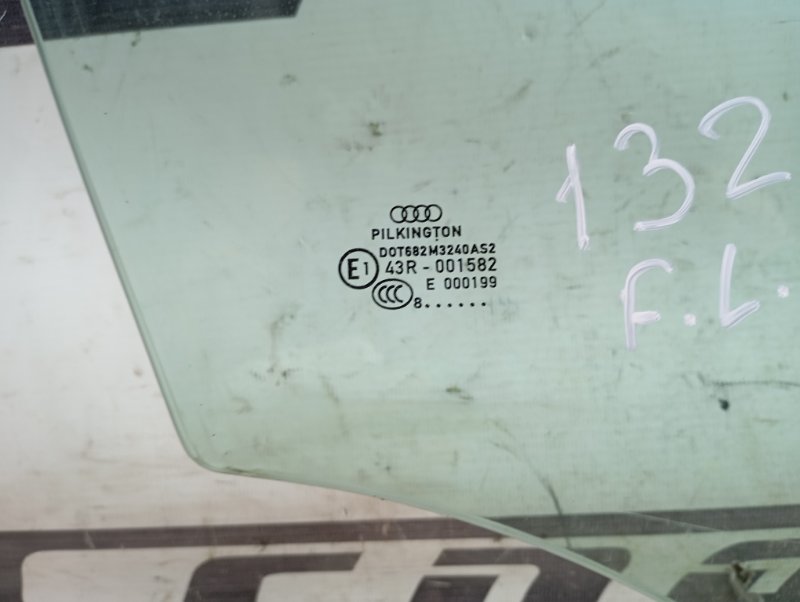 PILKINGTON
DOT682M3240AS2
E1 43R - 001582
E 000199
CCC 8.......
132
F.L.